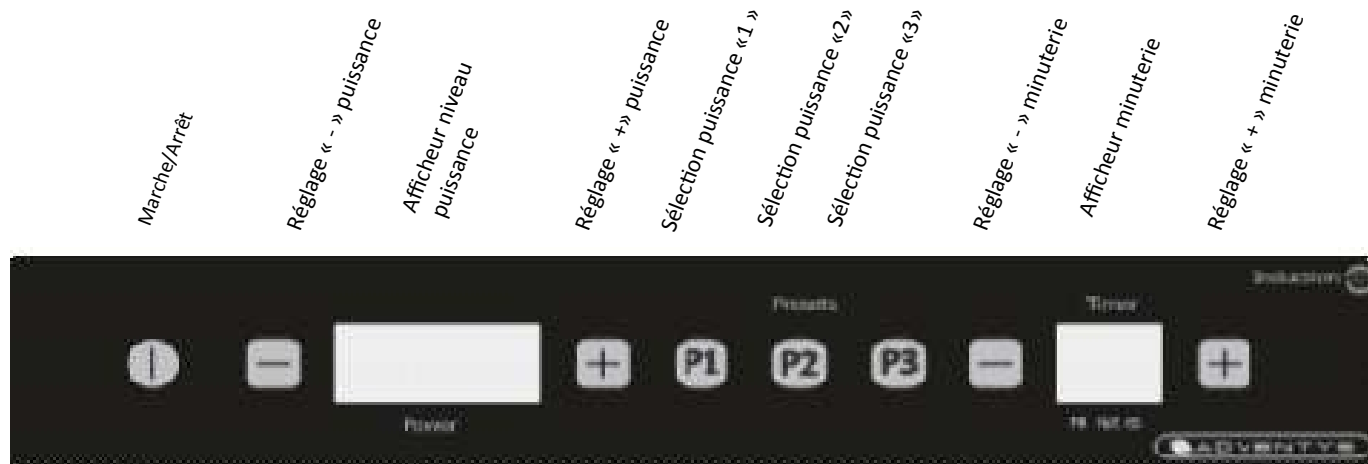 Marche/Arrêt
Réglage « - » puissance
Afficheur niveau
puissance
Réglage « +» puissance
Sélection puissance «1 »
Sélection puissance «2»
Sélection puissance «3»
Réglage « - » minuterie
Afficheur minuterie
Réglage « + » minuterie
Induction
Presets
Timer
P1
P2
P3
Power
ADVENTYS